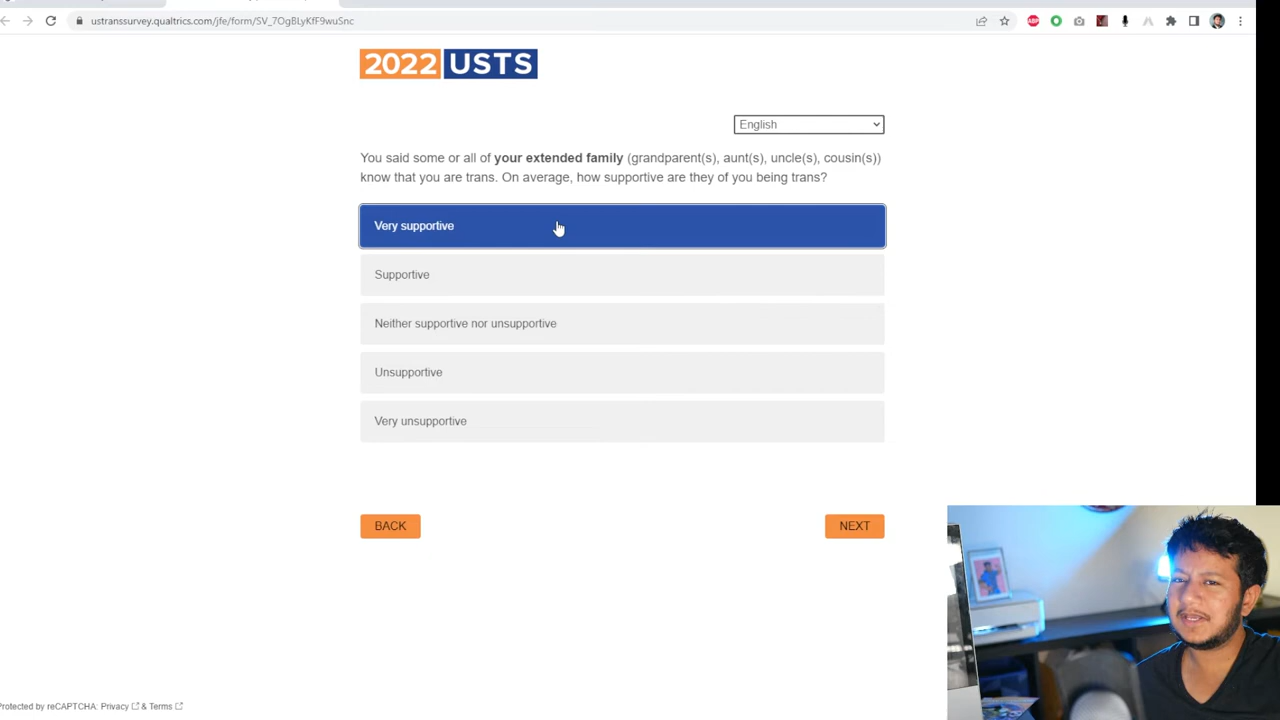 ustranssurvey.qualtrics.com/jfe/form/SV_7Og8LyKfF9wuSnc
ABP
2022 USTS
English
You said some or all of your extended family (grandparent(s), aunt(s), uncle(s), cousin(s))
know that you are trans. On average, how supportive are they of you being trans?
Very supportive
Supportive
Neither supportive nor unsupportive
Unsupportive
Very unsupportive
BACK
NEXT
Protected by reCAPTCHA: Privacy & Terms